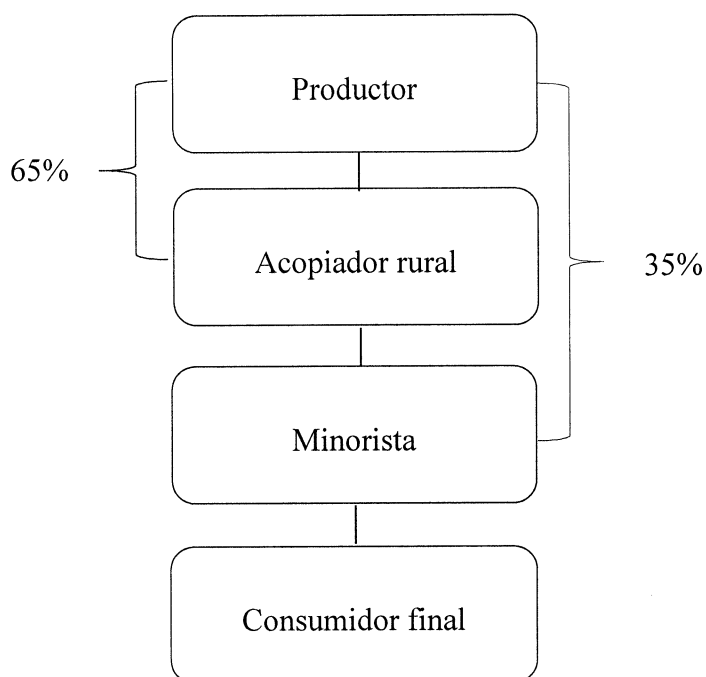 Productor
65%
Acopiador rural
35%
Minorista
Consumidor final